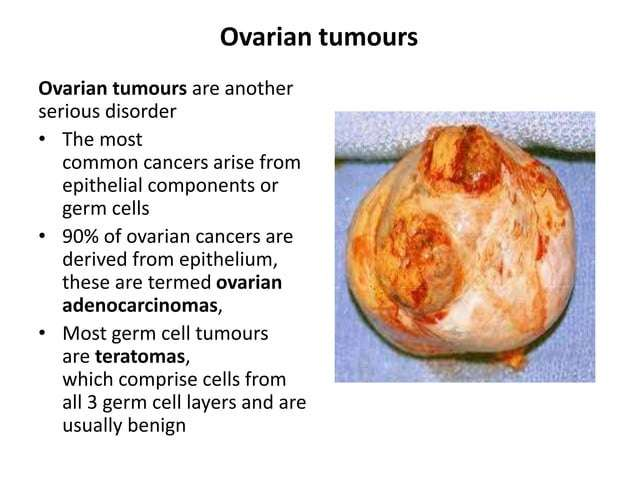 Ovarian tumours
Ovarian tumours are another
serious disorder
• The most
common cancers arise from
epithelial components or
germ cells
• 90% of ovarian cancers are
derived from epithelium,
these are termed ovarian
adenocarcinomas,
• Most germ cell tumours
are teratomas,
which comprise cells from
all 3 germ cell layers and are
usually benign